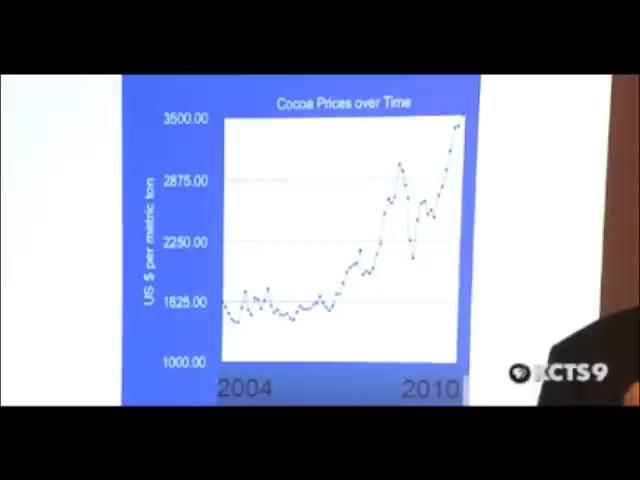 Cocoa Prices over Time
3500.00
2875.00
2250.00
1625.00
1000.00
US $ per metric ton
2004
2010
KCTS9